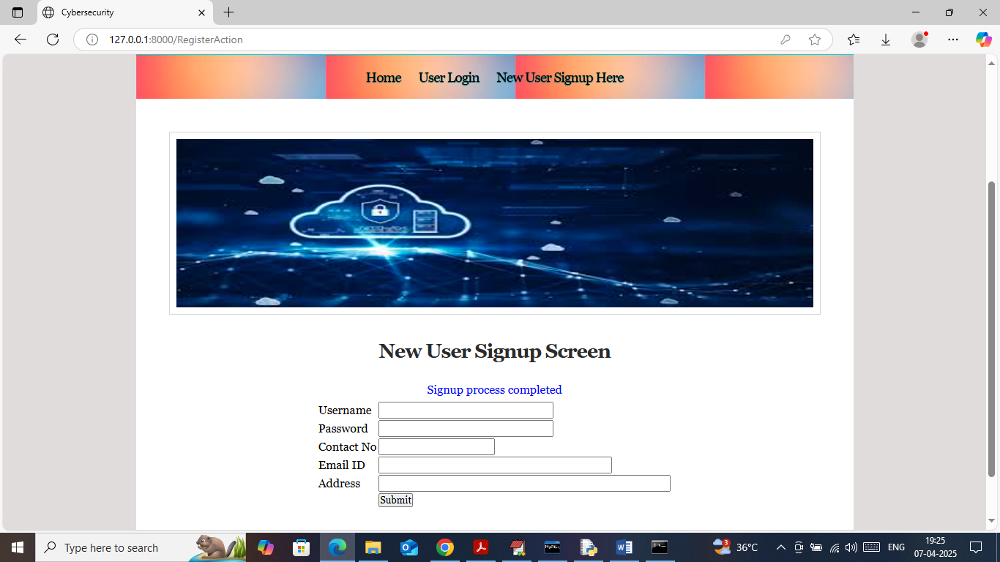 Cybersecurity
127.0.0.1:8000/RegisterAction
Home User Login New User Signup Here
New User Signup Screen
Signup process completed
Username
Password
Contact No
Email ID
Address
Submit
Type here to search
3
36°C
ENG
19:25
07-04-2025